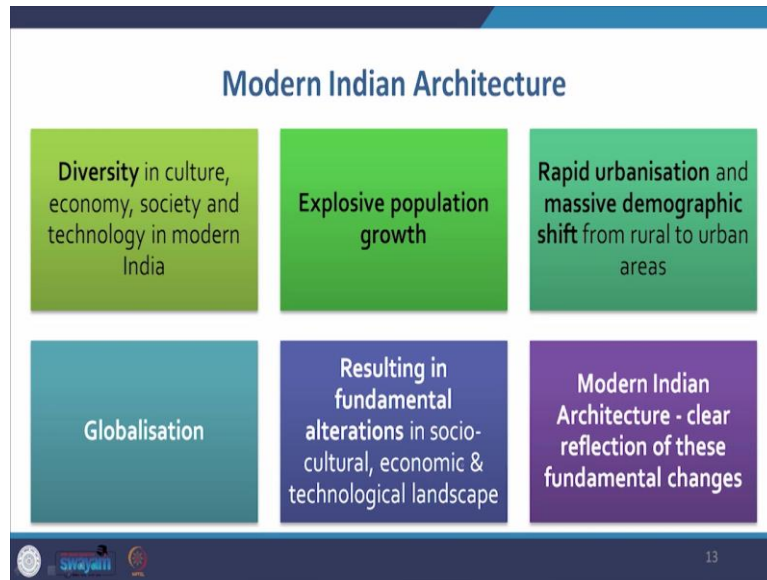 Modern Indian Architecture
Diversity in culture,
economy, society and
technology in modern
India
Explosive population
growth
Rapid urbanisation and
massive demographic
shift from rural to urban
areas
Globalisation
Resulting in
fundamental
alterations in socio-
cultural, economic &
technological landscape
Modern Indian
Architecture - clear
reflection of these
fundamental changes
swayam
13